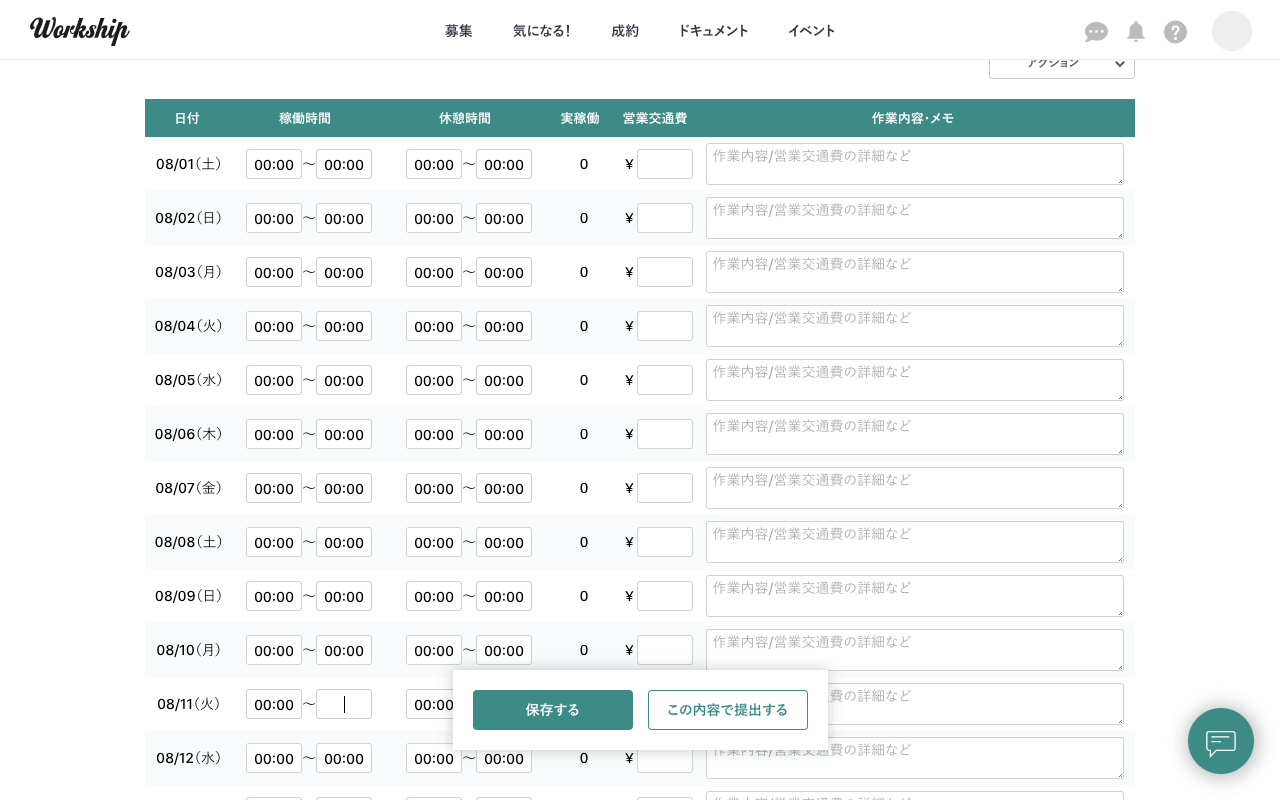 Workship 募集 気になる! 成約 ドキュメント イベント
アクション
日付 稼働時間 休憩時間 実稼働 営業交通費 作業内容・メモ
08/01(土) 00:00 〜 00:00 00:00 〜 00:00 0 ¥ 作業内容/営業交通費の詳細など
08/02(日) 00:00 〜 00:00 00:00 〜 00:00 0 ¥ 作業内容/営業交通費の詳細など
08/03(月) 00:00 〜 00:00 00:00 〜 00:00 0 ¥ 作業内容/営業交通費の詳細など
08/04(火) 00:00 〜 00:00 00:00 〜 00:00 0 ¥ 作業内容/営業交通費の詳細など
08/05(水) 00:00 〜 00:00 00:00 〜 00:00 0 ¥ 作業内容/営業交通費の詳細など
08/06(木) 00:00 〜 00:00 00:00 〜 00:00 0 ¥ 作業内容/営業交通費の詳細など
08/07(金) 00:00 〜 00:00 00:00 〜 00:00 0 ¥ 作業内容/営業交通費の詳細など
08/08(土) 00:00 〜 00:00 00:00 〜 00:00 0 ¥ 作業内容/営業交通費の詳細など
08/09(日) 00:00 〜 00:00 00:00 〜 00:00 0 ¥ 作業内容/営業交通費の詳細など
08/10(月) 00:00 〜 00:00 00:00 〜 00:00 0 ¥ 作業内容/営業交通費の詳細など
08/11(火) 00:00 〜 00:00 費の詳細など
保存する この内容で提出する
08/12(水) 00:00 〜 00:00 00:00 〜 00:00 0 ¥ 作業内容/営業交通費の詳細など